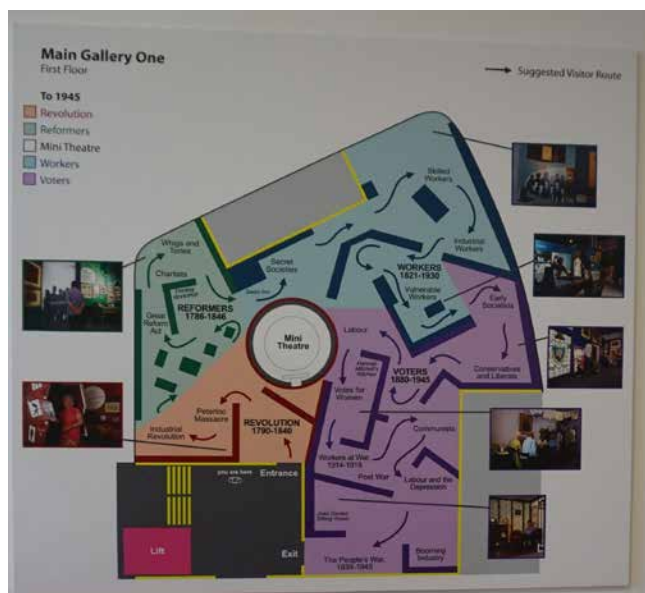 Main Gallery One
First Floor
Suggested Visitor Route
To 1945
Revolution
Reformers
Mini Theatre
Workers
Voters
Skilled
Workers
Whigs and
Tories
Secret
Societies
Industrial
Workers
Chartists
WORKERS
1821-1930
REFORMERS
1786-1846
Vulnerable
Workers
Early
Socialists
Great
Reform
Act
Mini
Theatre
Labour
VOTERS
1880-1945
Conservatives
and Liberals
Votes for
Women
Peterloo
Massacre
REVOLUTION
1790-1840
Industrial
Revolution
Communists
Workers at War
1914-1918
you are here
Entrance
Post War
Labour and the
Depression
Lift
Exit
The People's War
1939-1945
Booming
Industry